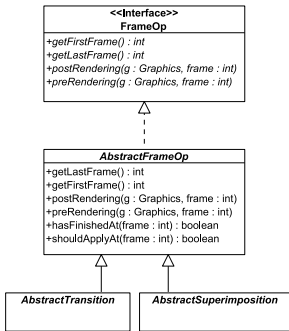 <<Interface>>
FrameOp
+getFirstFrame() : int
+getLastFrame() : int
+postRendering(g : Graphics, frame : int)
+preRendering(g : Graphics, frame : int)
AbstractFrameOp
+getLastFrame() : int
+getFirstFrame() : int
+postRendering(g : Graphics, frame : int)
+preRendering(g : Graphics, frame : int)
+hasFinishedAt(frame : int) : boolean
+shouldApplyAt(frame : int) : boolean
AbstractTransition
AbstractSuperimposition